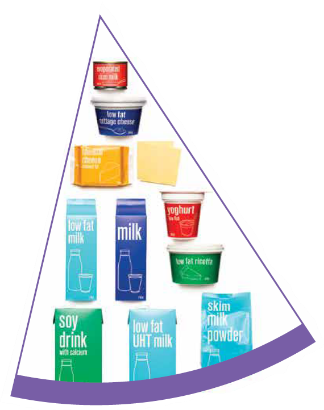 evaporated
skim milk
low fat
cottage cheese
cheese
yoghurt
low fat
low fat
milk
milk
low fat ricotta
soy
drink
with calcium
low fat
UHT milk
skim
milk
powder